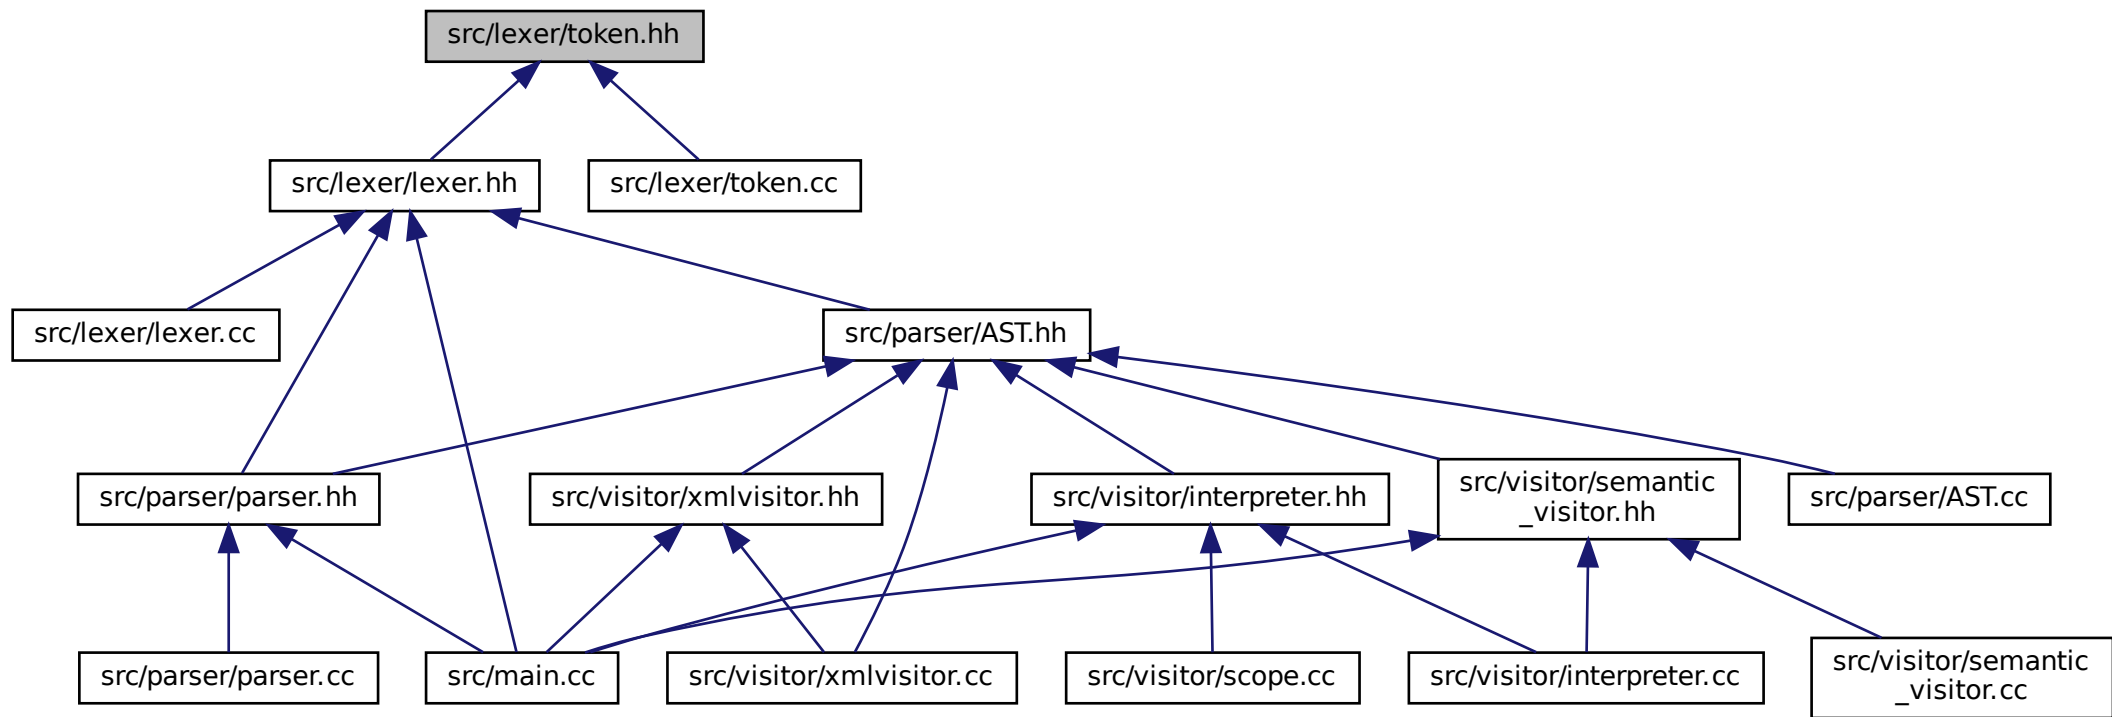 src/lexer/token.hh
src/lexer/lexer.hh
src/lexer/token.cc
src/lexer/lexer.cc
src/parser/AST.hh
src/parser/parser.hh
src/visitor/xmlvisitor.hh
src/visitor/interpreter.hh
src/visitor/semantic
_visitor.hh
src/parser/AST.cc
src/parser/parser.cc
src/main.cc
src/visitor/xmlvisitor.cc
src/visitor/scope.cc
src/visitor/interpreter.cc
src/visitor/semantic
_visitor.cc